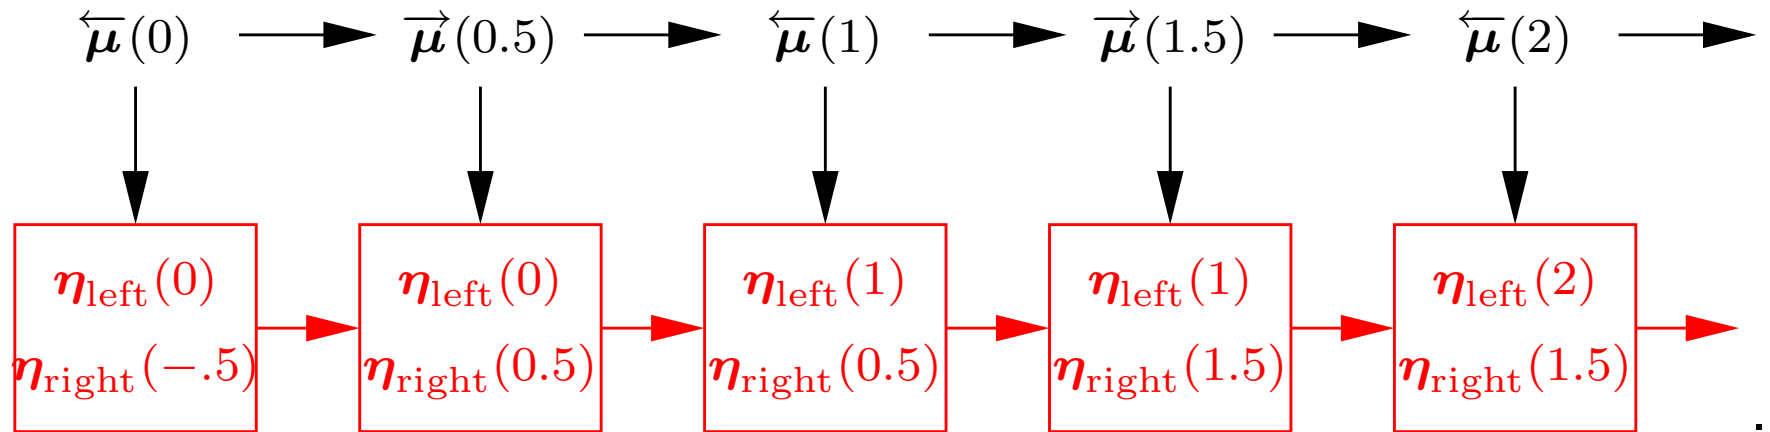 ←μ(0) → →μ(0.5) → ←μ(1) → →μ(1.5) → ←μ(2) →
η_left(0) η_left(0) η_left(1) η_left(1) η_left(2)
η_right(−.5) η_right(0.5) η_right(0.5) η_right(1.5) η_right(1.5)
.